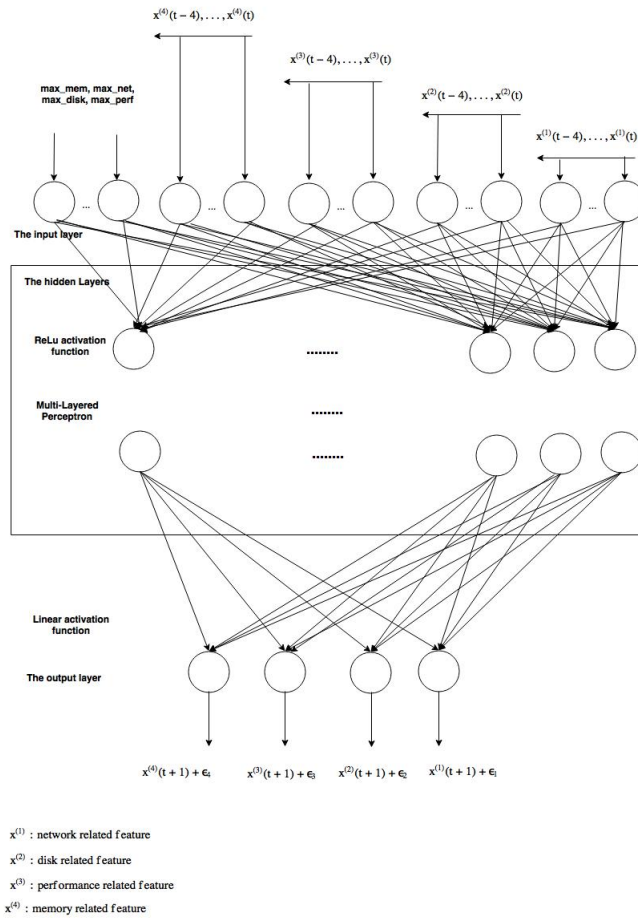 x⁽⁴⁾(t − 4), . . . , x⁽⁴⁾(t)
x⁽³⁾(t − 4), . . . , x⁽³⁾(t)
max_mem, max_net,
max_disk, max_perf
x⁽²⁾(t − 4), . . . , x⁽²⁾(t)
x⁽¹⁾(t − 4), . . . , x⁽¹⁾(t)
... ... ... ... ...
The input layer
The hidden Layers
ReLu activation
function
........
Multi-Layered
Perceptron
........
........
Linear activation
function
The output layer
x⁽⁴⁾(t + 1) + ϵ₄ x⁽³⁾(t + 1) + ϵ₃ x⁽²⁾(t + 1) + ϵ₂ x⁽¹⁾(t + 1) + ϵ₁
x⁽¹⁾ : network related feature
x⁽²⁾ : disk related feature
x⁽³⁾ : performance related feature
x⁽⁴⁾ : memory related feature